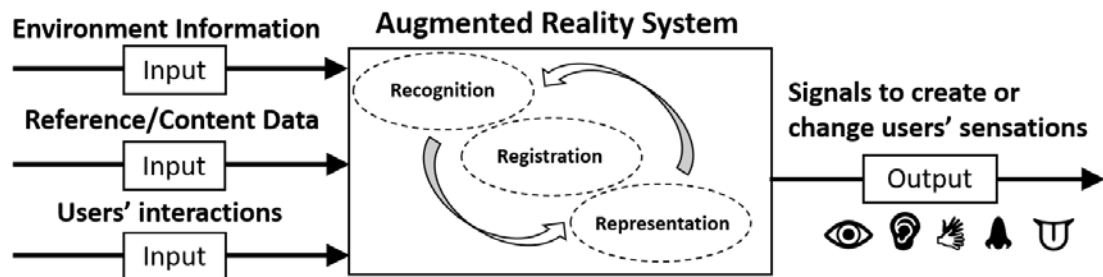 Augmented Reality System
Environment Information
Input
Reference/Content Data
Input
Users' interactions
Input
Recognition
Registration
Representation
Signals to create or
change users' sensations
Output